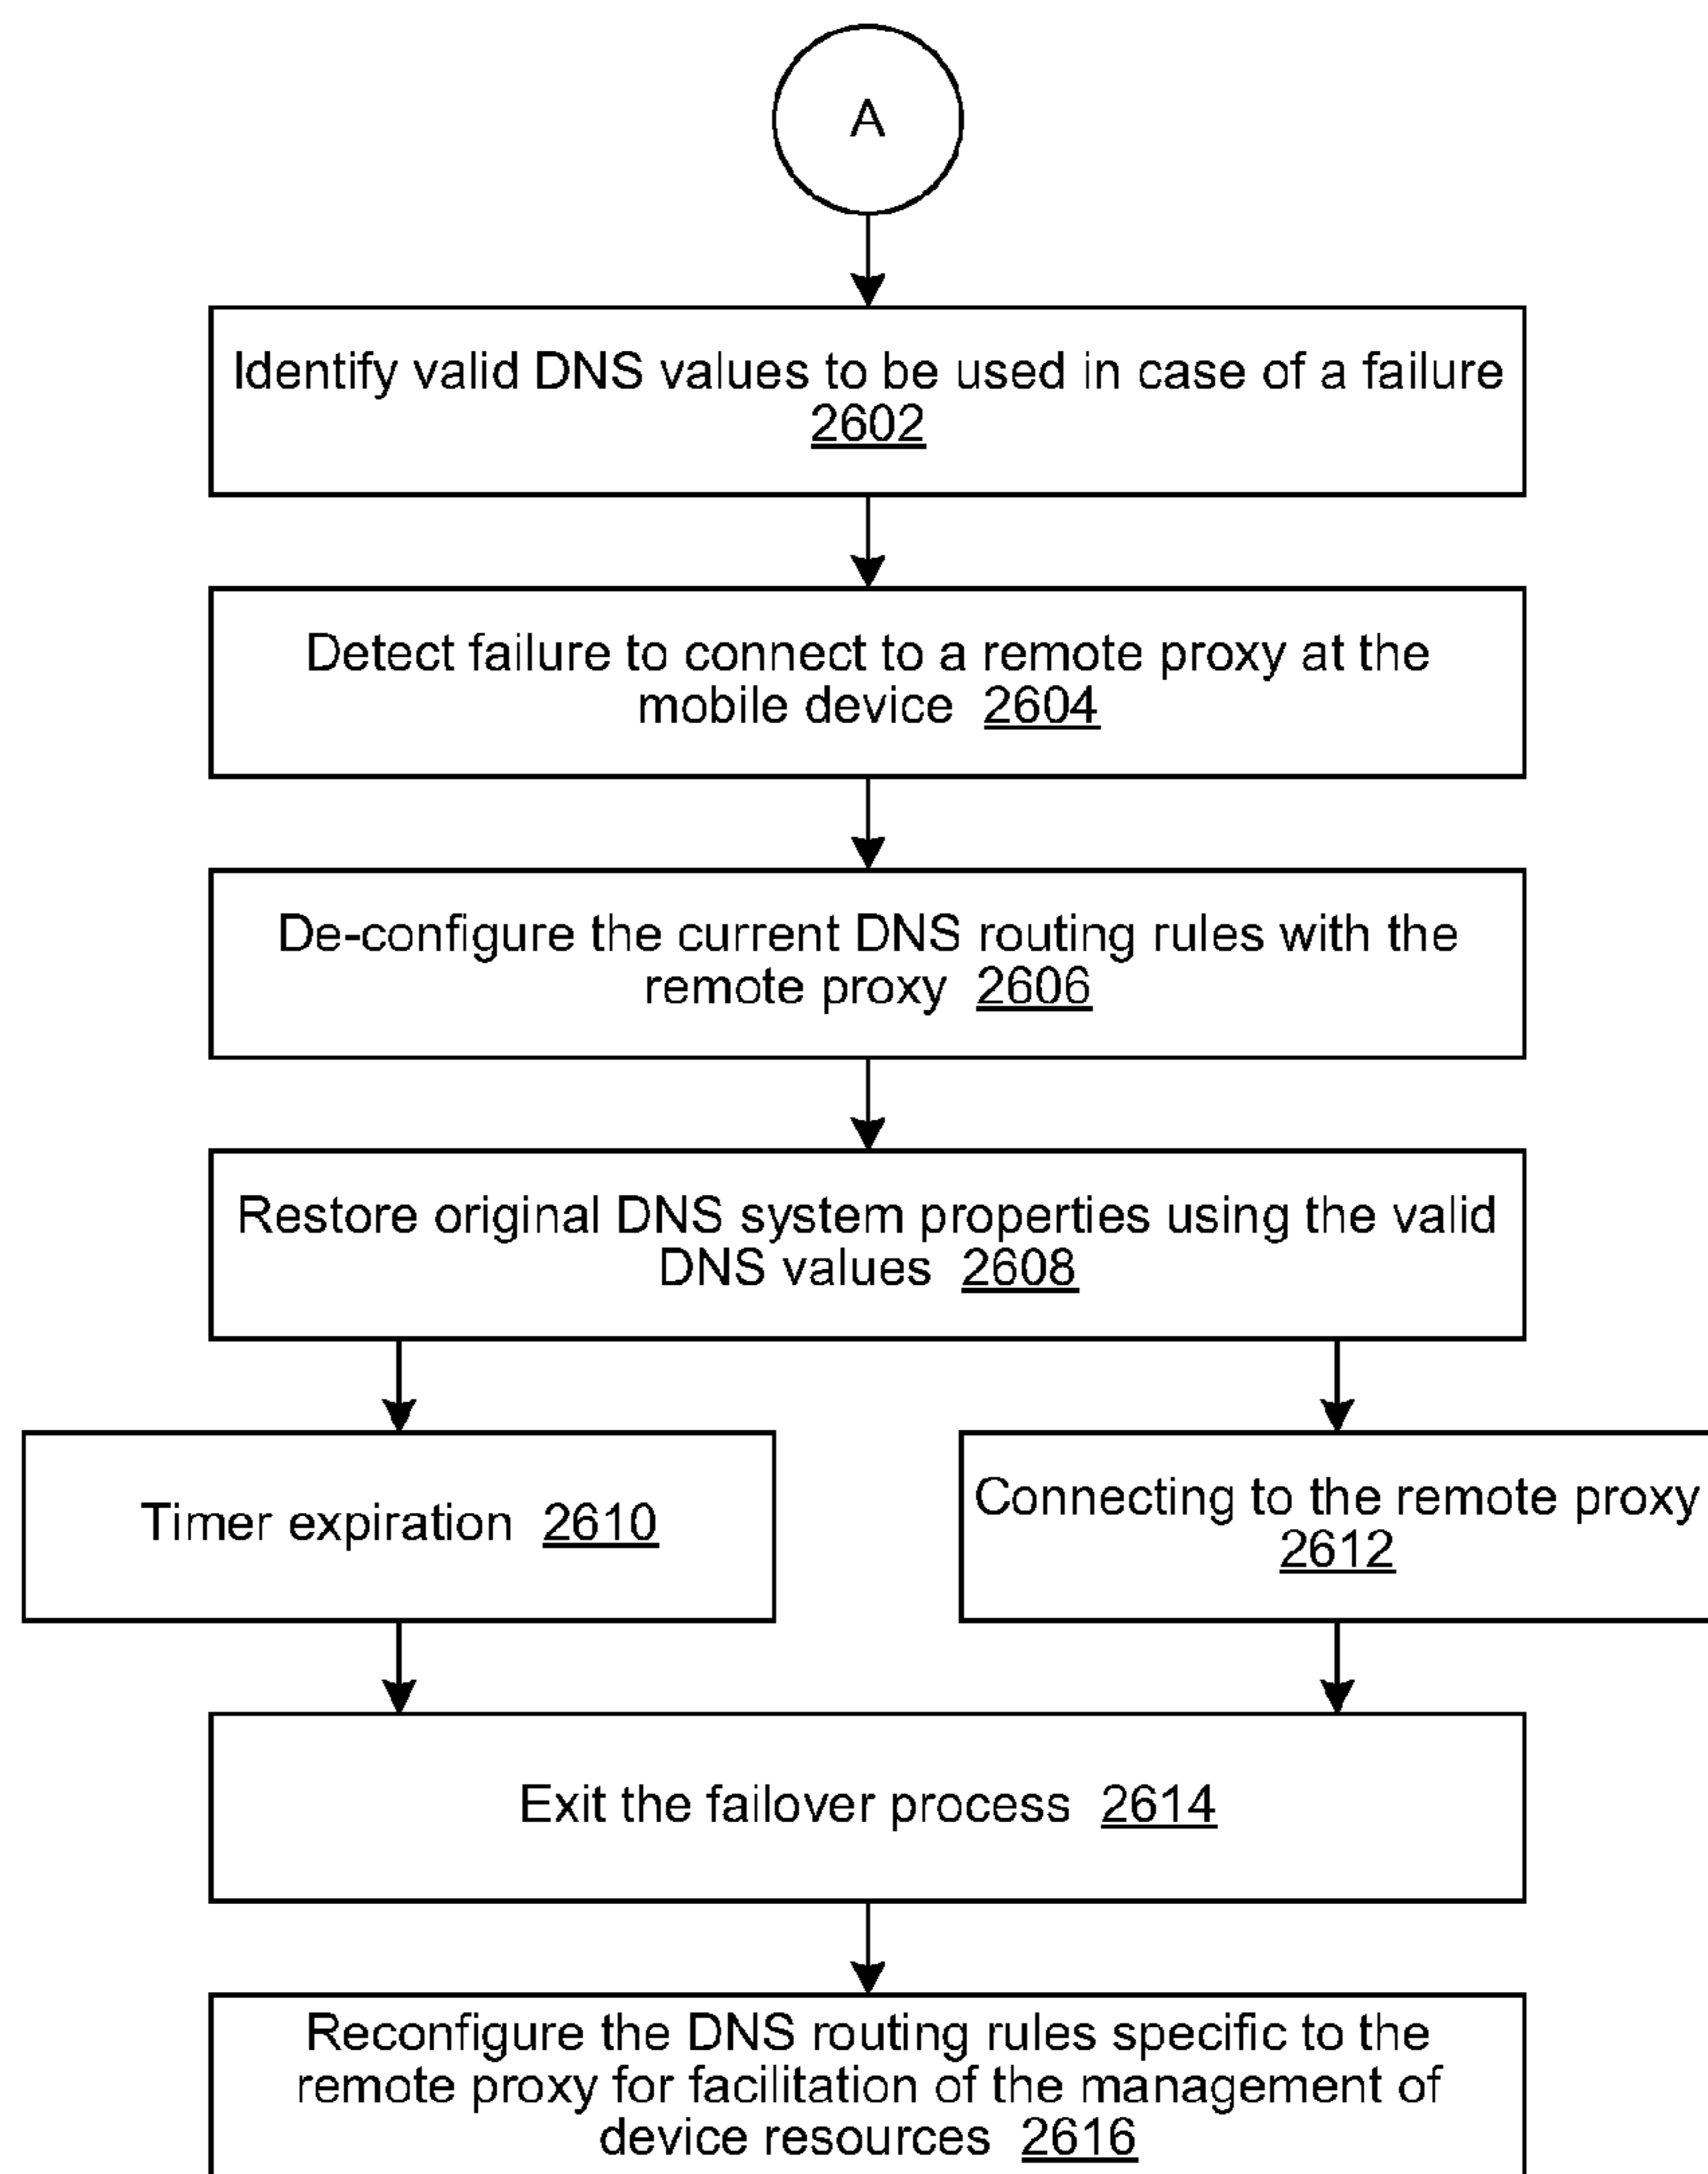 A
Identify valid DNS values to be used in case of a failure
2602
Detect failure to connect to a remote proxy at the
mobile device 2604
De-configure the current DNS routing rules with the
remote proxy 2606
Restore original DNS system properties using the valid
DNS values 2608
Timer expiration 2610
Connecting to the remote proxy
2612
Exit the failover process 2614
Reconfigure the DNS routing rules specific to the
remote proxy for facilitation of the management of
device resources 2616